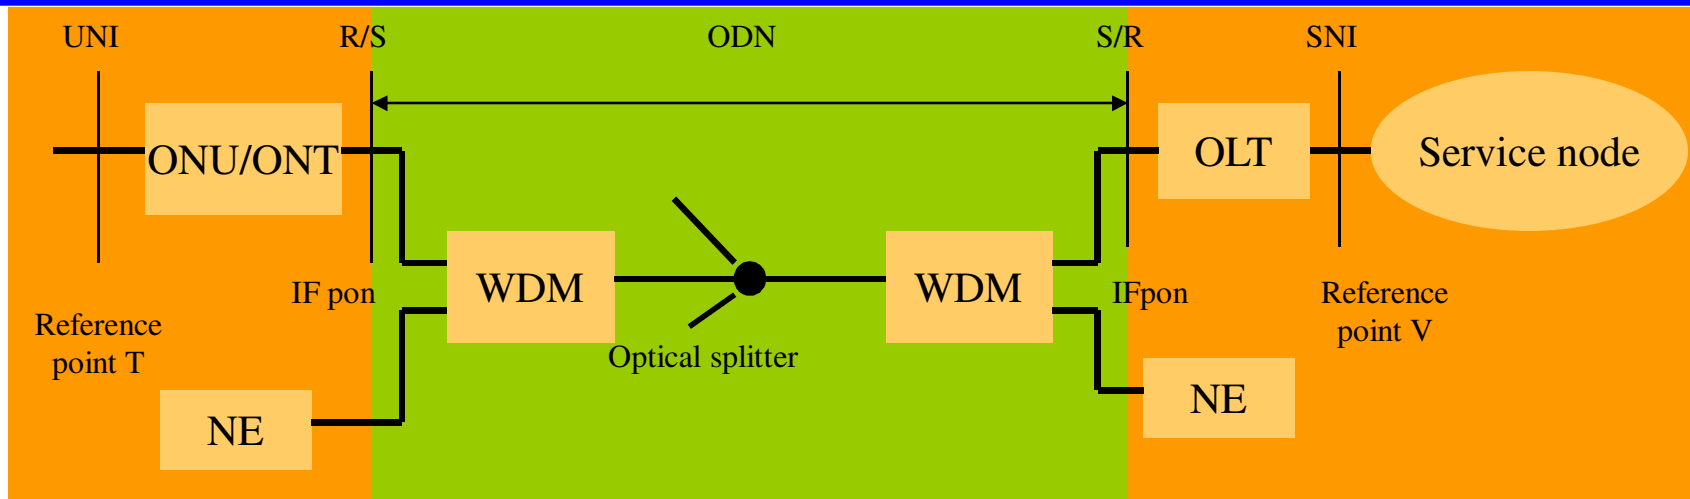 UNI
R/S
ODN
S/R
SNI
ONU/ONT
OLT
Service node
WDM
WDM
IF pon
IFpon
Reference
point V
Reference
point T
Optical splitter
NE
NE